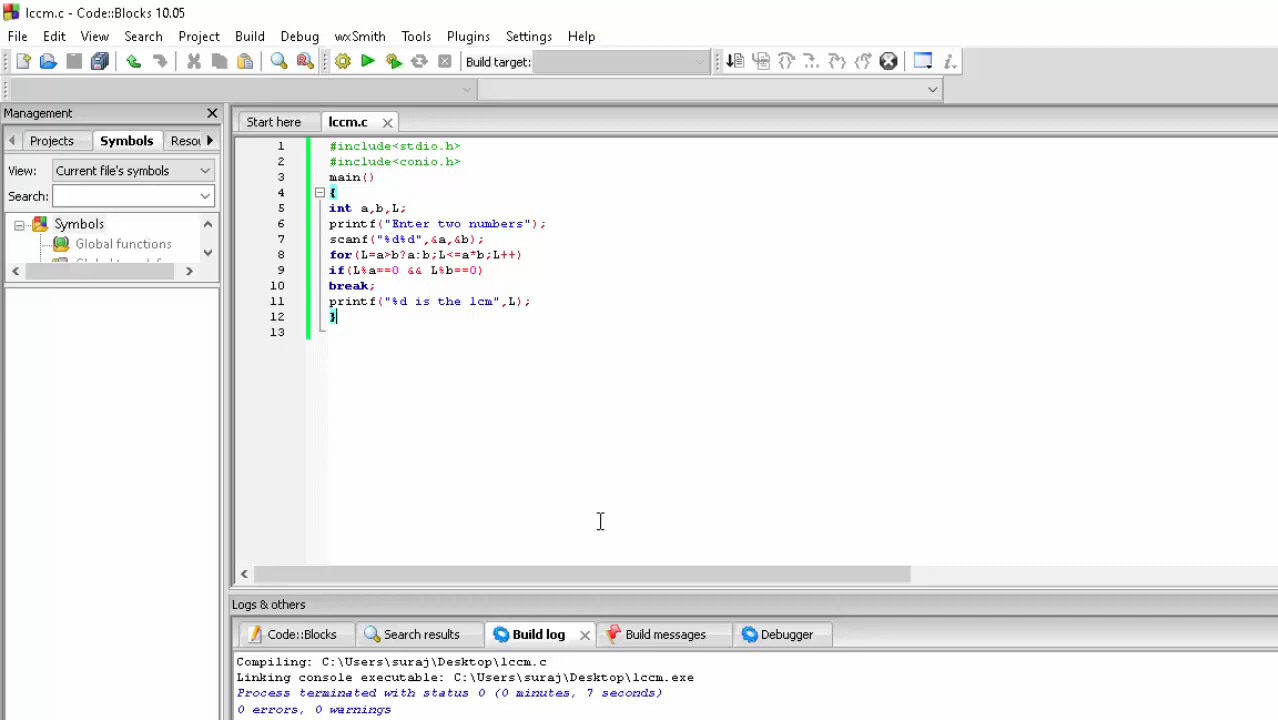 lccm.c - Code::Blocks 10.05
File Edit View Search Project Build Debug wxSmith Tools Plugins Settings Help
Build target:
Management
Projects Symbols Resou
Start here lccm.c
View: Current file's symbols
Search:
Symbols
Global functions
1 #include<stdio.h>
2 #include<conio.h>
3 main()
4 {
5 int a,b,L;
6 printf("Enter two numbers");
7 scanf("%d%d",&a,&b);
8 for(L=a>b?a:b;L<=a*b;L++)
9 if(L%a==0 && L%b==0)
10 break;
11 printf("%d is the lcm",L);
12 }
13
Logs & others
Code::Blocks Search results Build log Build messages Debugger
Compiling: C:\Users\suraj\Desktop\lccm.c
Linking console executable: C:\Users\suraj\Desktop\lccm.exe
Process terminated with status 0 (0 minutes, 7 seconds)
0 errors, 0 warnings